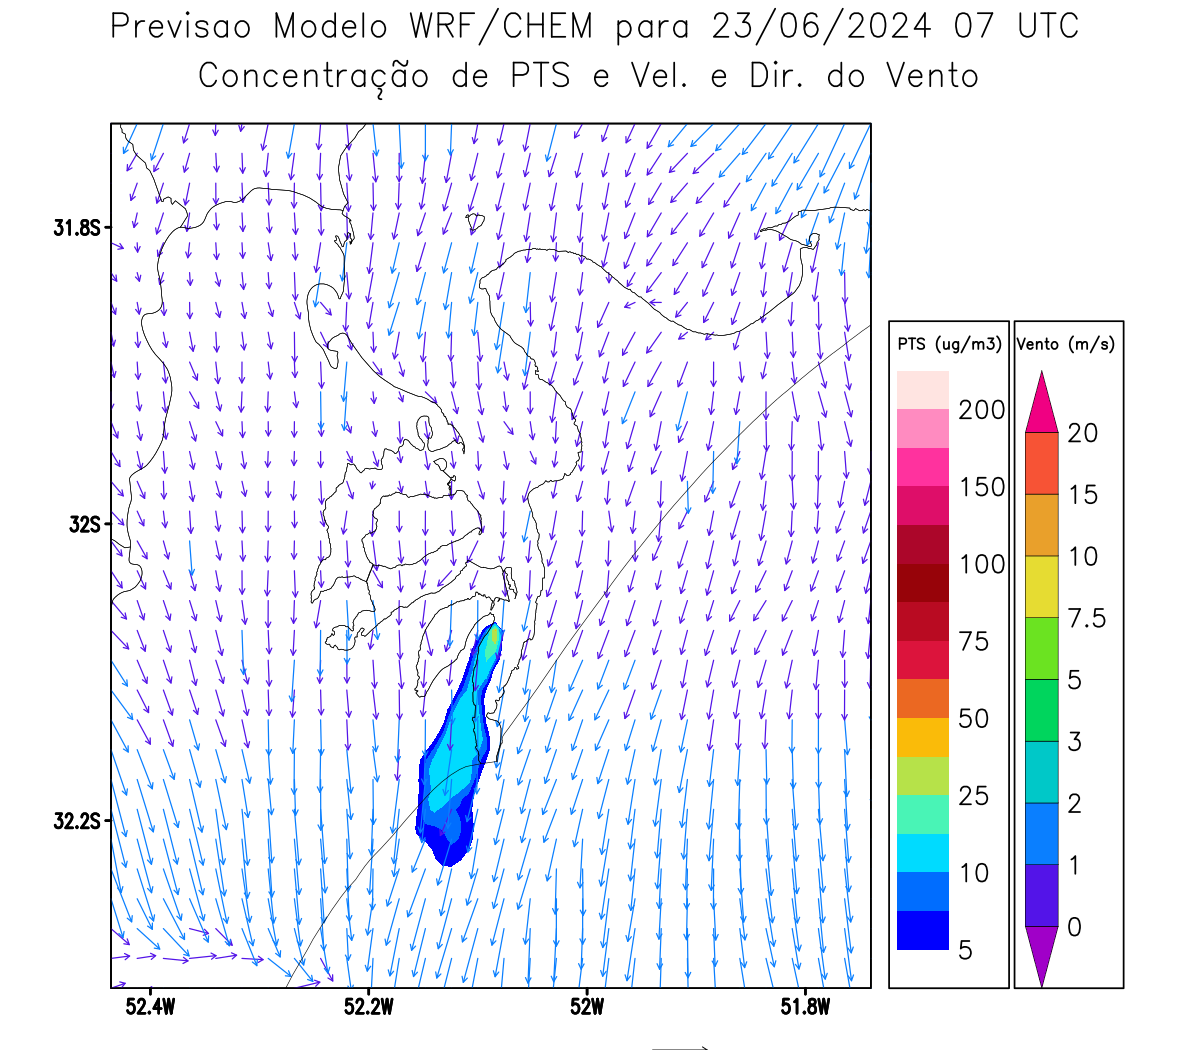 Previsao Modelo WRF/CHEM para 23/06/2024 07 UTC
Concentração de PTS e Vel. e Dir. do Vento
31.8S
32S
32.2S
52.4W
52.2W
52W
51.8W
PTS (ug/m3)
200
150
100
75
50
25
10
5
Vento (m/s)
20
15
10
7.5
5
3
2
1
0